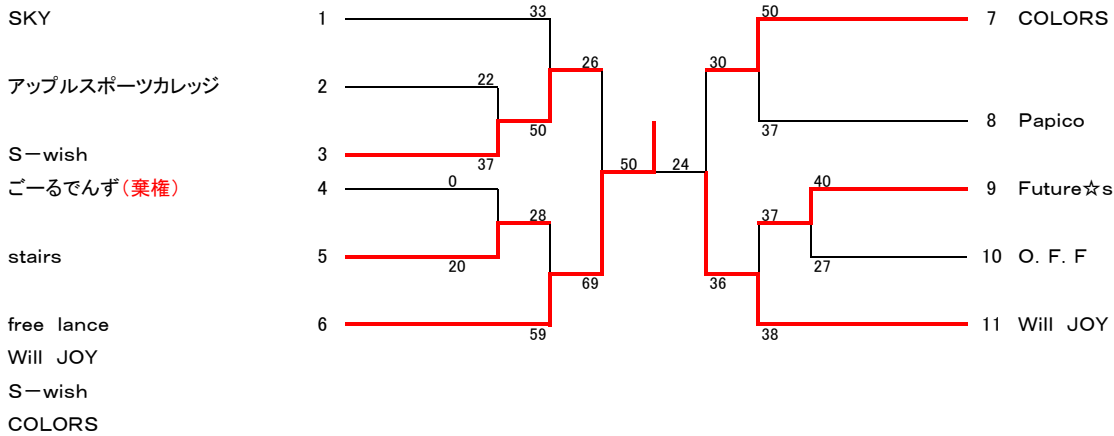 SKY 1 33 50 7 COLORS
26 30
アップルスポーツカレッジ 2 22
50 37 8 Papico
S－wish 3 37 50 24
ごーるでんず（棄権） 4 0 40 9 Future☆s
28 37
stairs 5 20 27 10 O．F．F
69 36
free lance 6 59 38 11 Will JOY
Will JOY
S－wish
COLORS